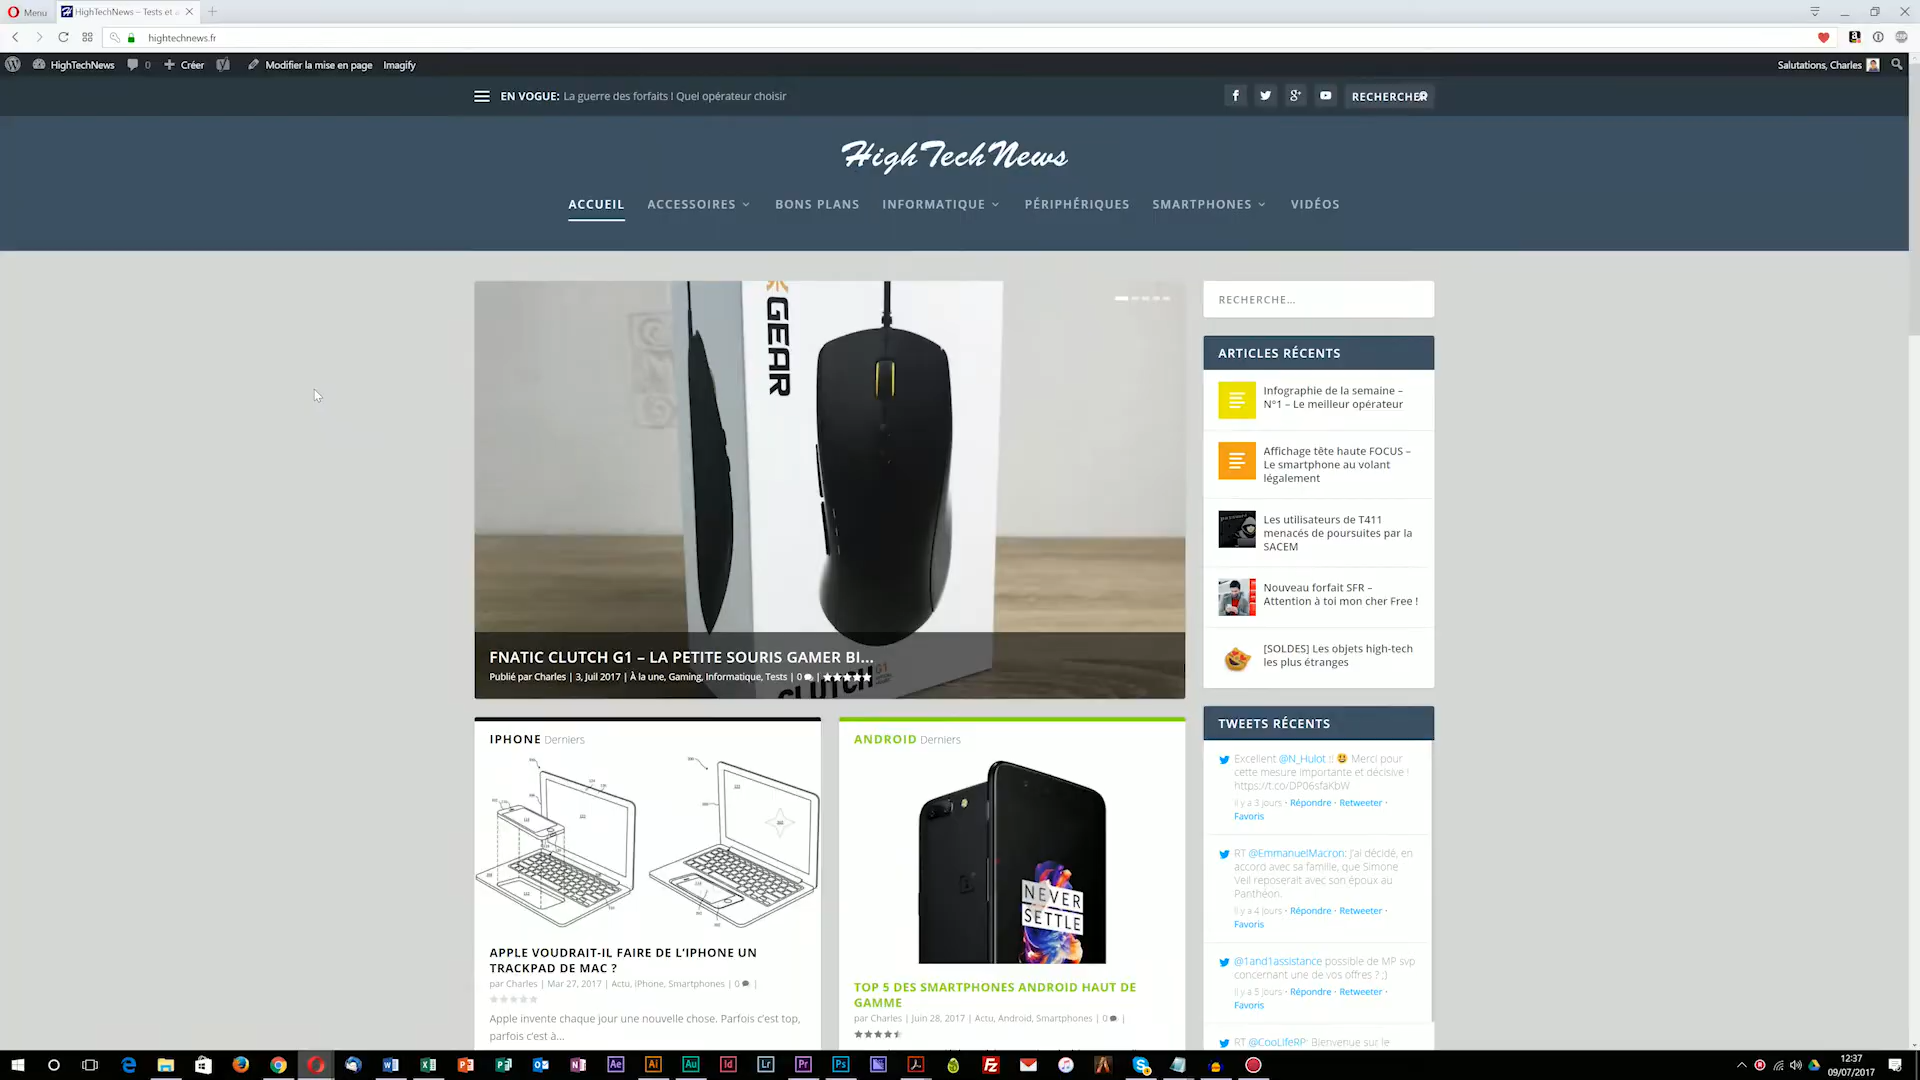 Menu
HighTechNews – Tests et
hightechnews.fr
HighTechNews
0
Créer
Modifier la mise en page
Imagify
Salutations, Charles
EN VOGUE: La guerre des forfaits ! Quel opérateur choisir
RECHERCHER
HighTechNews
ACCUEIL
ACCESSOIRES
BONS PLANS
INFORMATIQUE
PÉRIPHÉRIQUES
SMARTPHONES
VIDÉOS
GEAR
CLUTCH G1
FNATIC CLUTCH G1 – LA PETITE SOURIS GAMER BI...
Publié par Charles | 3, Juil 2017 | À la une, Gaming, Informatique, Tests | 0 |
RECHERCHE...
ARTICLES RÉCENTS
Infographie de la semaine –
N°1 – Le meilleur opérateur
Affichage tête haute FOCUS –
Le smartphone au volant
légalement
Les utilisateurs de T411
menacés de poursuites par la
SACEM
Nouveau forfait SFR –
Attention à toi mon cher Free !
[SOLDES] Les objets high-tech
les plus étranges
IPHONE Derniers
APPLE VOUDRAIT-IL FAIRE DE L'IPHONE UN
TRACKPAD DE MAC ?
par Charles | Mar 27, 2017 | Actu, iPhone, Smartphones | 0 |
Apple invente chaque jour une nouvelle chose. Parfois c'est top,
parfois c'est à...
ANDROID Derniers
NEVER
SETTLE
TOP 5 DES SMARTPHONES ANDROID HAUT DE
GAMME
par Charles | Juin 28, 2017 | Actu, Android, Smartphones | 0 |
TWEETS RÉCENTS
Excellent @N_Hulot !! Merci pour
cette mesure importante et décisive !
https://t.co/DP06sfaKbW
il y a 3 jours · Répondre · Retweeter ·
Favoris
RT @EmmanuelMacron: J'ai décidé, en
accord avec sa famille, que Simone
Veil reposerait avec son époux au
Panthéon.
il y a 4 jours · Répondre · Retweeter ·
Favoris
@1and1assistance possible de MP svp
concernant une de vos offres ? ;)
il y a 5 jours · Répondre · Retweeter ·
Favoris
RT @CooLifeRP: Bienvenue sur le
12:37
09/07/2017